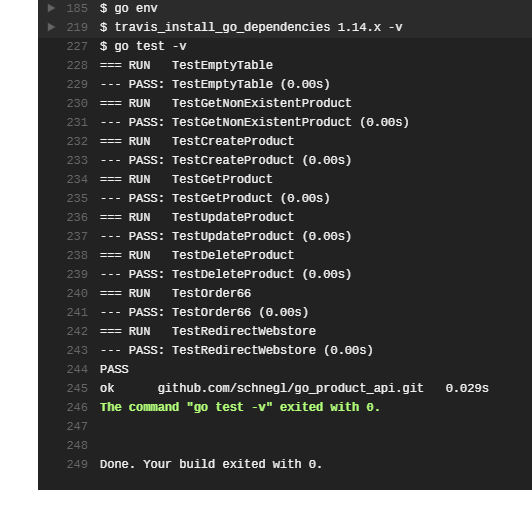 185 $ go env
219 $ travis_install_go_dependencies 1.14.x -v
227 $ go test -v
228 === RUN   TestEmptyTable
229 --- PASS: TestEmptyTable (0.00s)
230 === RUN   TestGetNonExistentProduct
231 --- PASS: TestGetNonExistentProduct (0.00s)
232 === RUN   TestCreateProduct
233 --- PASS: TestCreateProduct (0.00s)
234 === RUN   TestGetProduct
235 --- PASS: TestGetProduct (0.00s)
236 === RUN   TestUpdateProduct
237 --- PASS: TestUpdateProduct (0.00s)
238 === RUN   TestDeleteProduct
239 --- PASS: TestDeleteProduct (0.00s)
240 === RUN   TestOrder66
241 --- PASS: TestOrder66 (0.00s)
242 === RUN   TestRedirectWebstore
243 --- PASS: TestRedirectWebstore (0.00s)
244 PASS
245 ok      github.com/schnegl/go_product_api.git   0.029s
246 The command "go test -v" exited with 0.
247
248
249 Done. Your build exited with 0.